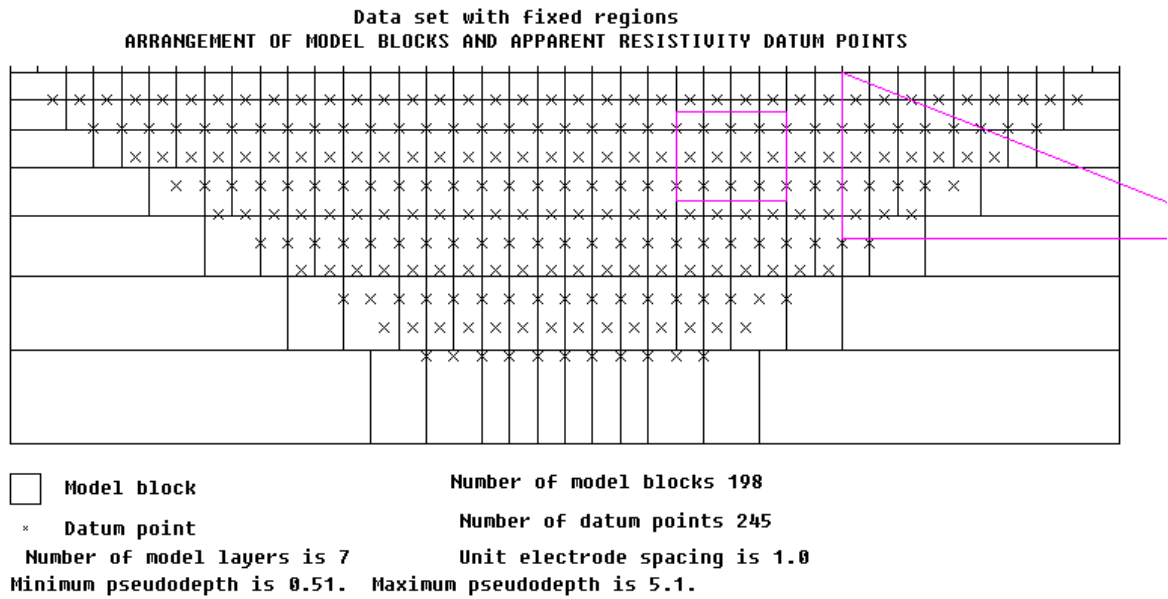 Data set with fixed regions
ARRANGEMENT OF MODEL BLOCKS AND APPARENT RESISTIVITY DATUM POINTS
Model block
Number of model blocks 198
Datum point
Number of datum points 245
Number of model layers is 7
Unit electrode spacing is 1.0
Minimum pseudodepth is 0.51. Maximum pseudodepth is 5.1.